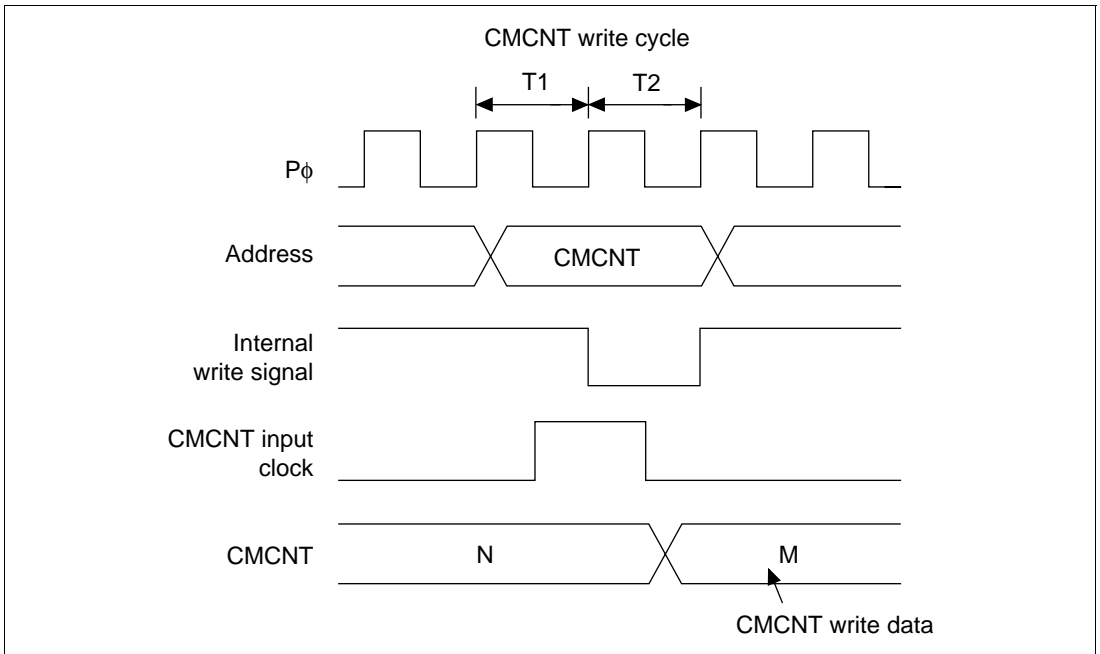 CMCNT write cycle
T1 T2
Pϕ
Address
CMCNT
Internal
write signal
CMCNT input
clock
CMCNT
N
M
CMCNT write data